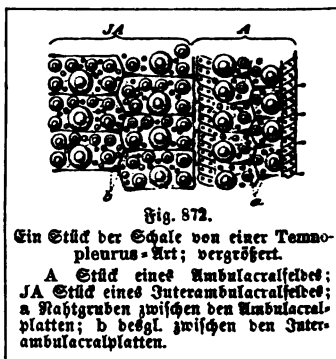 JA A
b a
Fig. 872.
Ein Stück der Schale von einer Temno-
pleurus-Art; vergrößert.
A Stück eines Ambulacralfeldes;
JA Stück eines Interambulacralfeldes;
a Nahtgruben zwischen den Ambulacral-
platten; b desgl. zwischen den Inter-
ambulacralplatten.